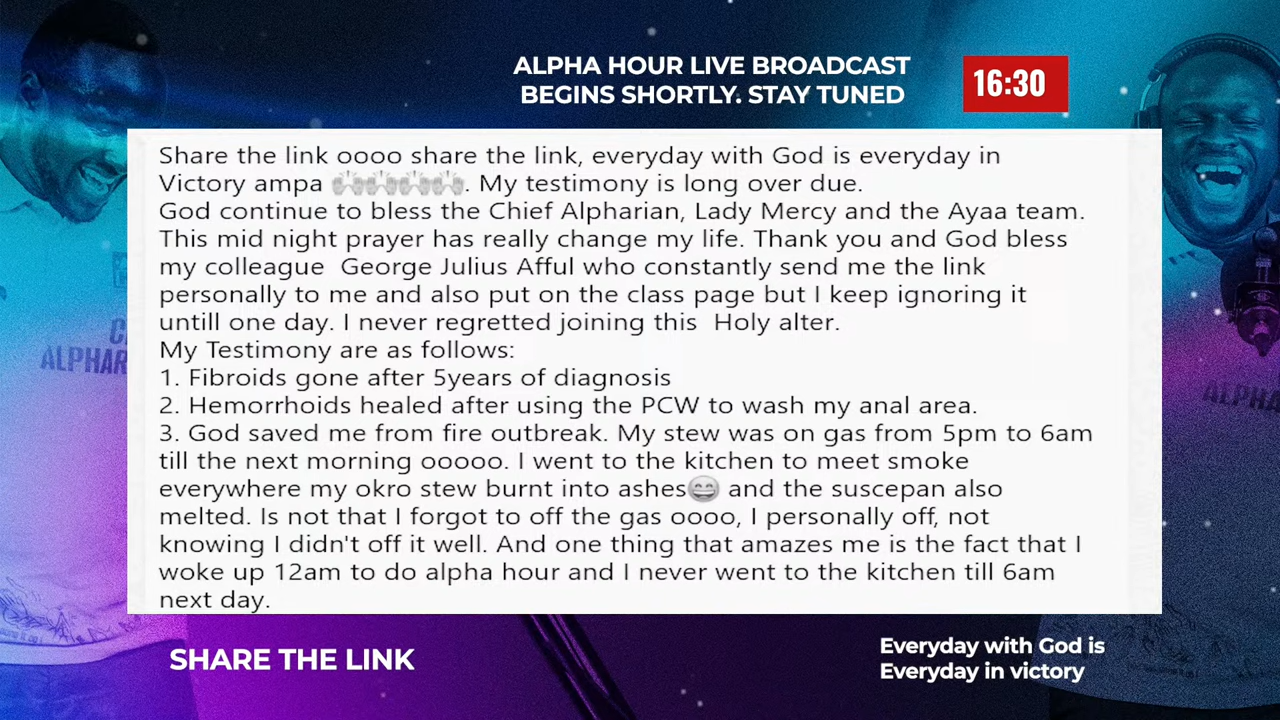 ALPHA HOUR LIVE BROADCAST
BEGINS SHORTLY. STAY TUNED
16:30
Share the link oooo share the link, everyday with God is everyday in
Victory ampa 🙌🙌🙌🙌. My testimony is long over due.
God continue to bless the Chief Alpharian, Lady Mercy and the Ayaa team.
This mid night prayer has really change my life. Thank you and God bless
my colleague George Julius Afful who constantly send me the link
personally to me and also put on the class page but I keep ignoring it
untill one day. I never regretted joining this Holy alter.
My Testimony are as follows:
1. Fibroids gone after 5years of diagnosis
2. Hemorrhoids healed after using the PCW to wash my anal area.
3. God saved me from fire outbreak. My stew was on gas from 5pm to 6am
till the next morning ooooo. I went to the kitchen to meet smoke
everywhere my okro stew burnt into ashes😄 and the suscepan also
melted. Is not that I forgot to off the gas oooo, I personally off, not
knowing I didn't off it well. And one thing that amazes me is the fact that I
woke up 12am to do alpha hour and I never went to the kitchen till 6am
next day.
SHARE THE LINK
Everyday with God is
Everyday in victory